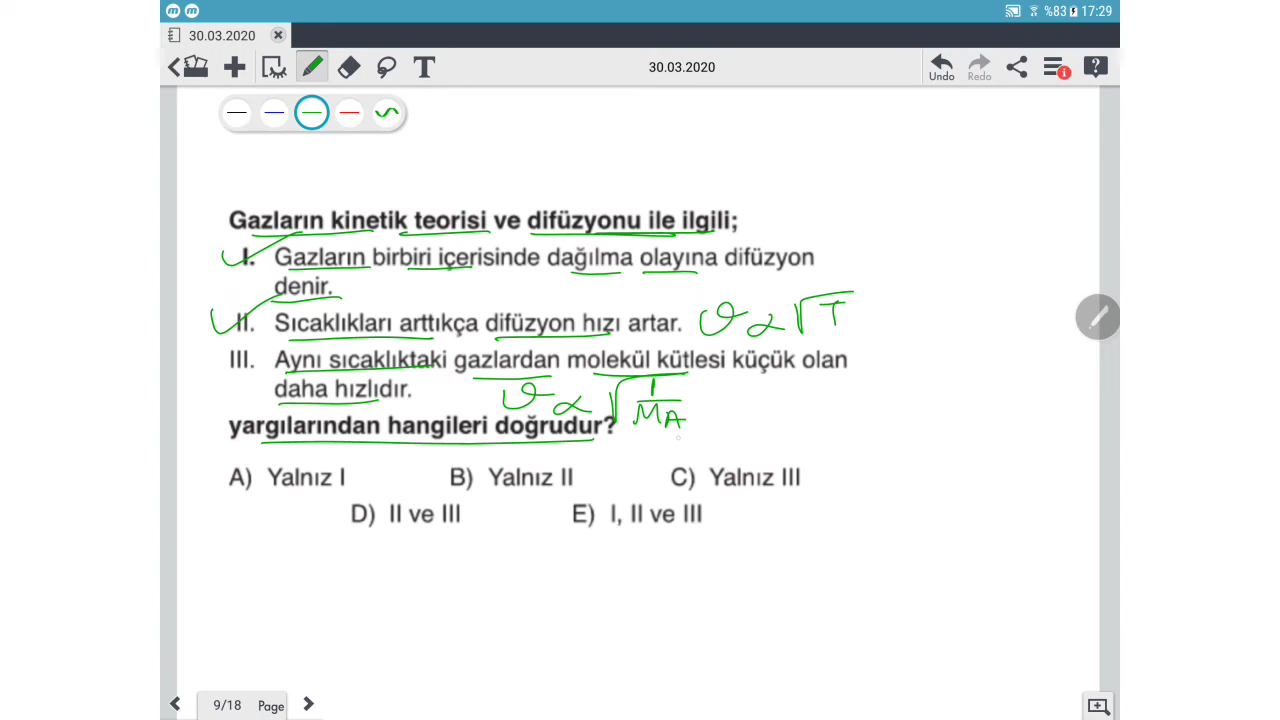 %83 17:29
30.03.2020
T
30.03.2020
Undo
Redo
Gazların kinetik teorisi ve difüzyonu ile ilgili;
I. Gazların birbiri içerisinde dağılma olayına difüzyon
denir.
II. Sıcaklıkları arttıkça difüzyon hızı artar. ϑ α √T
III. Aynı sıcaklıktaki gazlardan molekül kütlesi küçük olan
daha hızlıdır. ϑ α √1/MA
yargılarından hangileri doğrudur?
A) Yalnız I B) Yalnız II C) Yalnız III
D) II ve III E) I, II ve III
9/18 Page